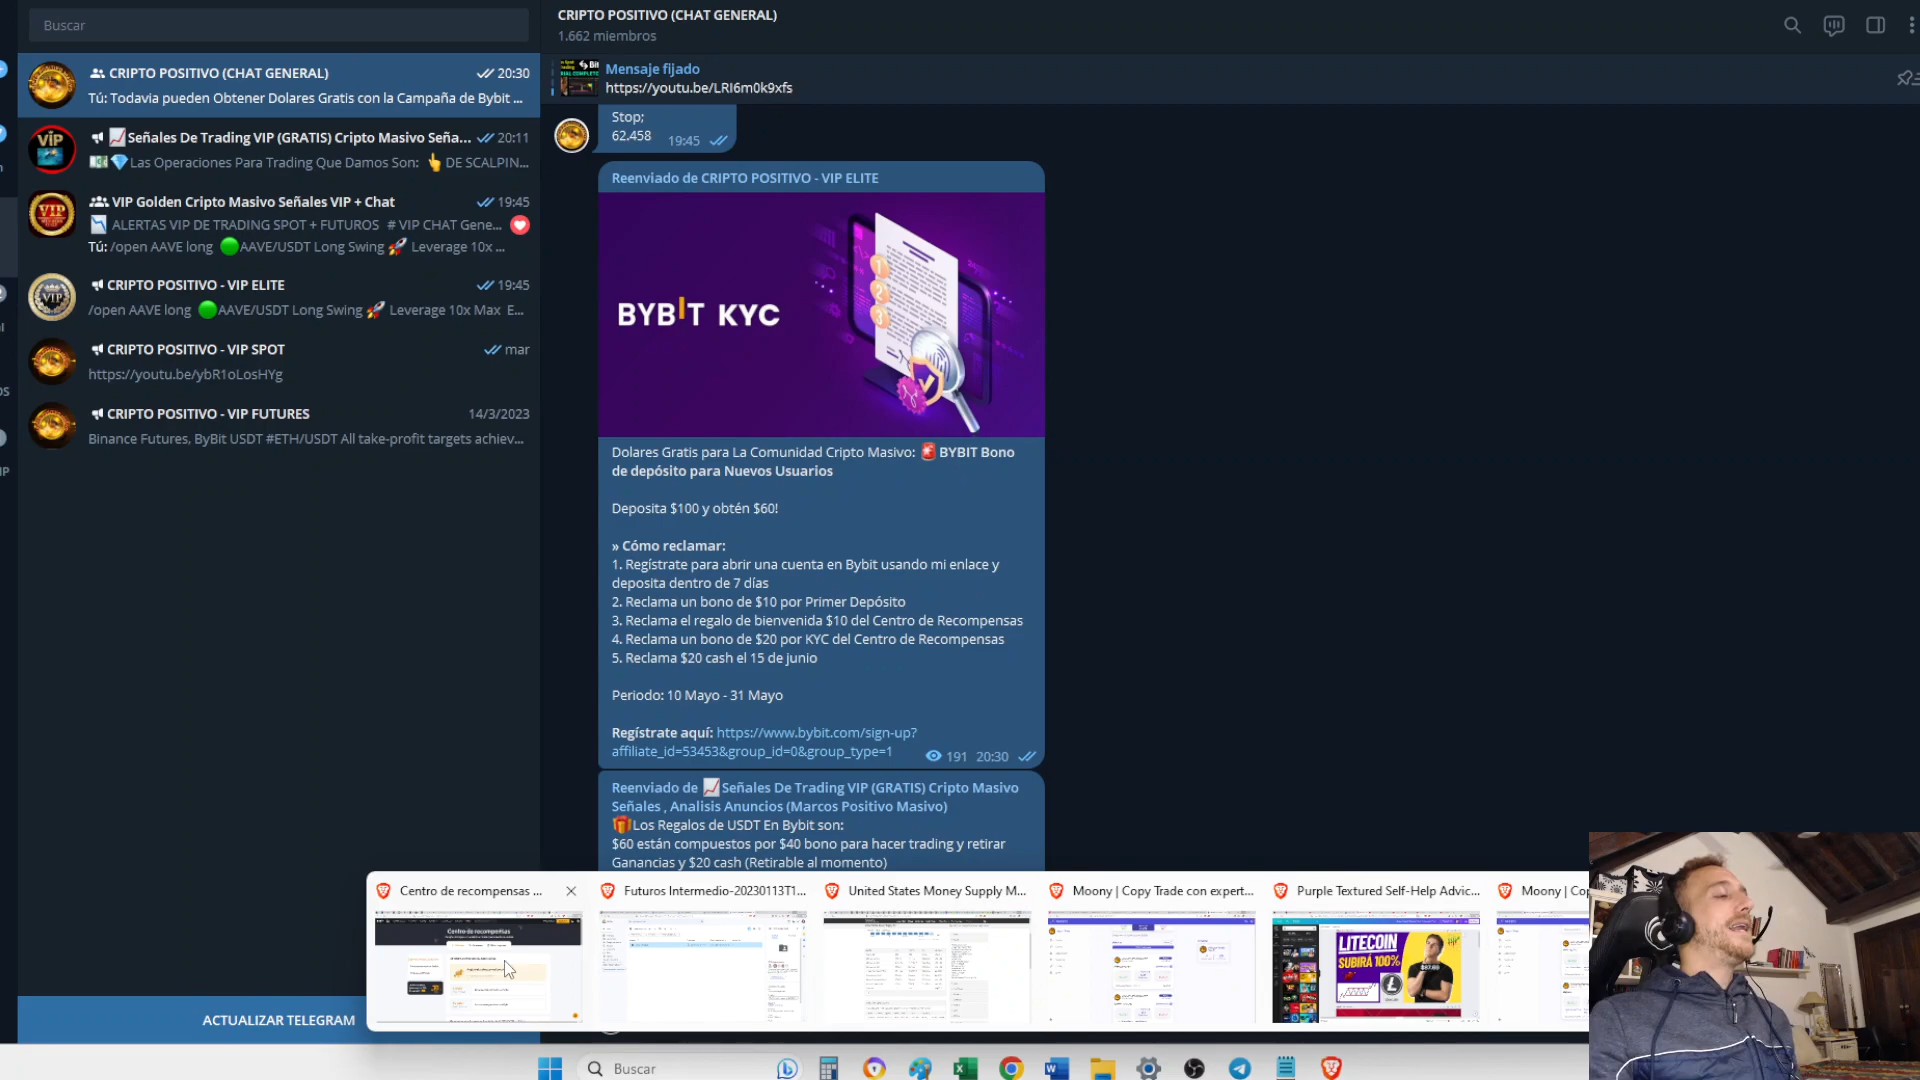 Buscar
CRIPTO POSITIVO (CHAT GENERAL)
20:30
Tú: Todavia pueden Obtener Dolares Gratis con la Campaña de Bybit ...
Señales De Trading VIP (GRATIS) Cripto Masivo Seña...
20:11
Las Operaciones Para Trading Que Damos Son: 👆 DE SCALPIN...
VIP Golden Cripto Masivo Señales VIP + Chat
19:45
ALERTAS VIP DE TRADING SPOT + FUTUROS # VIP CHAT Gene...
Tú: /open AAVE long 🟢AAVE/USDT Long Swing 🚀 Leverage 10x ...
CRIPTO POSITIVO - VIP ELITE
19:45
/open AAVE long 🟢AAVE/USDT Long Swing 🚀 Leverage 10x Max E...
CRIPTO POSITIVO - VIP SPOT
mar
https://youtu.be/ybR1oLosHYg
CRIPTO POSITIVO - VIP FUTURES
14/3/2023
Binance Futures, ByBit USDT #ETH/USDT All take-profit targets achiev...
ACTUALIZAR TELEGRAM
CRIPTO POSITIVO (CHAT GENERAL)
1.662 miembros
Mensaje fijado
https://youtu.be/LRI6m0k9xfs
Stop;
62.458
19:45
Reenviado de CRIPTO POSITIVO - VIP ELITE
BYBIT KYC
1
2
3
Dolares Gratis para La Comunidad Cripto Masivo: 🚨 BYBIT Bono
de depósito para Nuevos Usuarios
Deposita $100 y obtén $60!
» Cómo reclamar:
1. Regístrate para abrir una cuenta en Bybit usando mi enlace y
deposita dentro de 7 días
2. Reclama un bono de $10 por Primer Depósito
3. Reclama el regalo de bienvenida $10 del Centro de Recompensas
4. Reclama un bono de $20 por KYC del Centro de Recompensas
5. Reclama $20 cash el 15 de junio
Periodo: 10 Mayo - 31 Mayo
Regístrate aquí: https://www.bybit.com/sign-up?
affiliate_id=53453&group_id=0&group_type=1
191 20:30
Reenviado de 📈Señales De Trading VIP (GRATIS) Cripto Masivo
Señales , Analisis Anuncios (Marcos Positivo Masivo)
🎁Los Regalos de USDT En Bybit son:
$60 están compuestos por $40 bono para hacer trading y retirar
Ganancias y $20 cash (Retirable al momento)
Centro de recompensas ...
Futuros Intermedio-20230113T1...
United States Money Supply M...
Moony | Copy Trade con expert...
Purple Textured Self-Help Advic...
Moony | Co
Centro de recompensas
LITECOIN
SUBIRÁ 100%
Buscar